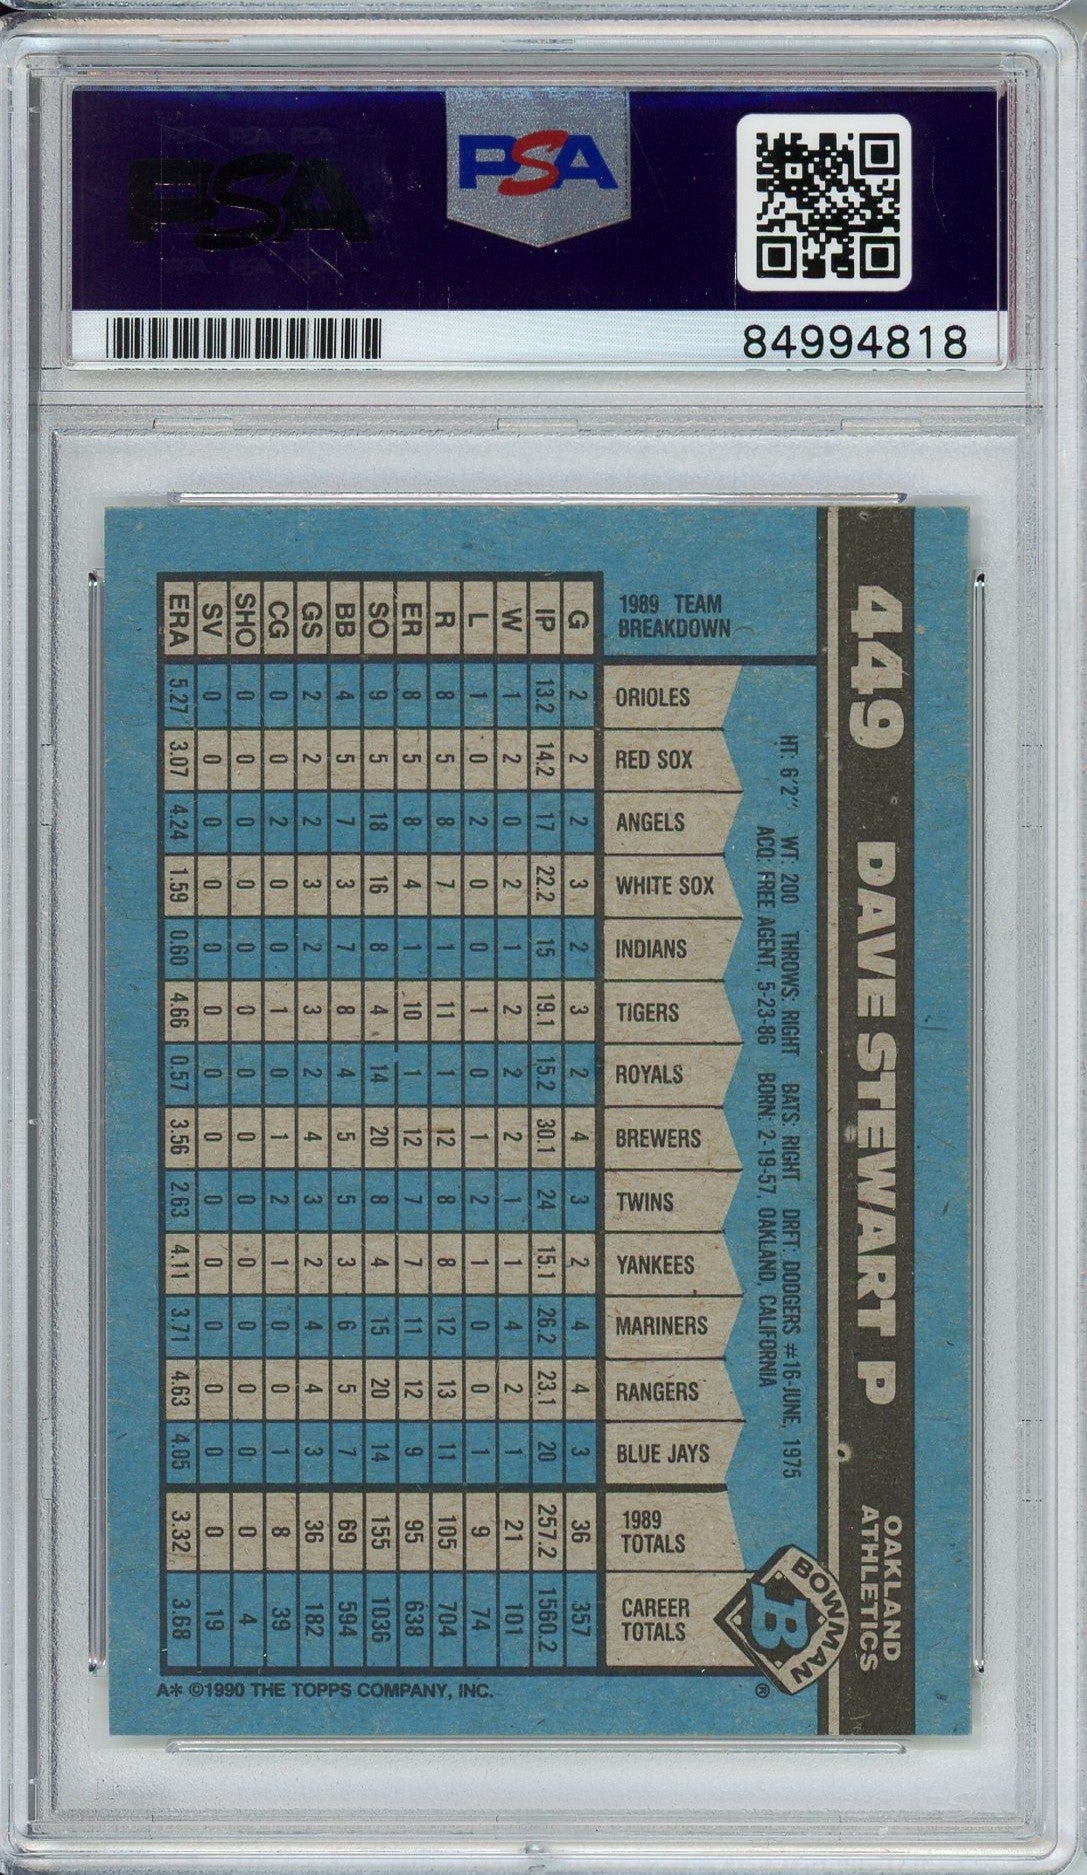 PSA
PSA
84994818
449 DAVE STEWART P
OAKLAND
ATHLETICS
HT: 6'2" WT: 200 THROWS: RIGHT BATS: RIGHT DRFT: DODGERS #16-JUNE, 1975
ACQ: FREE AGENT, 5-23-86 BORN: 2-19-57, OAKLAND, CALIFORNIA
BOWMAN
B
®
1989 TEAM
BREAKDOWN
G IP W L R ER SO BB GS CG SHO SV ERA
ORIOLES 2 13.2 1 1 8 8 9 4 2 0 0 0 5.27
RED SOX 2 14.2 2 0 5 5 5 5 2 0 0 0 3.07
ANGELS 2 17 0 2 8 8 18 7 2 2 0 0 4.24
WHITE SOX 3 22.2 2 0 7 4 16 3 3 0 0 0 1.59
INDIANS 2 15 1 0 1 1 8 7 2 0 0 0 0.60
TIGERS 3 19.1 2 1 11 10 4 8 3 1 0 0 4.66
ROYALS 2 15.2 2 0 1 1 14 4 2 0 0 0 0.57
BREWERS 4 30.1 2 1 12 12 20 5 4 1 0 0 3.56
TWINS 3 24 1 2 8 7 8 5 3 2 0 0 2.63
YANKEES 2 15.1 1 1 8 7 4 3 2 1 0 0 4.11
MARINERS 4 26.2 4 0 12 11 15 6 4 0 0 0 3.71
RANGERS 4 23.1 2 0 13 12 20 5 4 0 0 0 4.63
BLUE JAYS 3 20 1 1 11 9 14 7 3 1 0 0 4.05
1989
TOTALS 36 257.2 21 9 105 95 155 69 36 8 0 0 3.32
CAREER
TOTALS 357 1560.2 101 74 704 638 1036 594 182 39 4 19 3.68
A* ©1990 THE TOPPS COMPANY, INC.